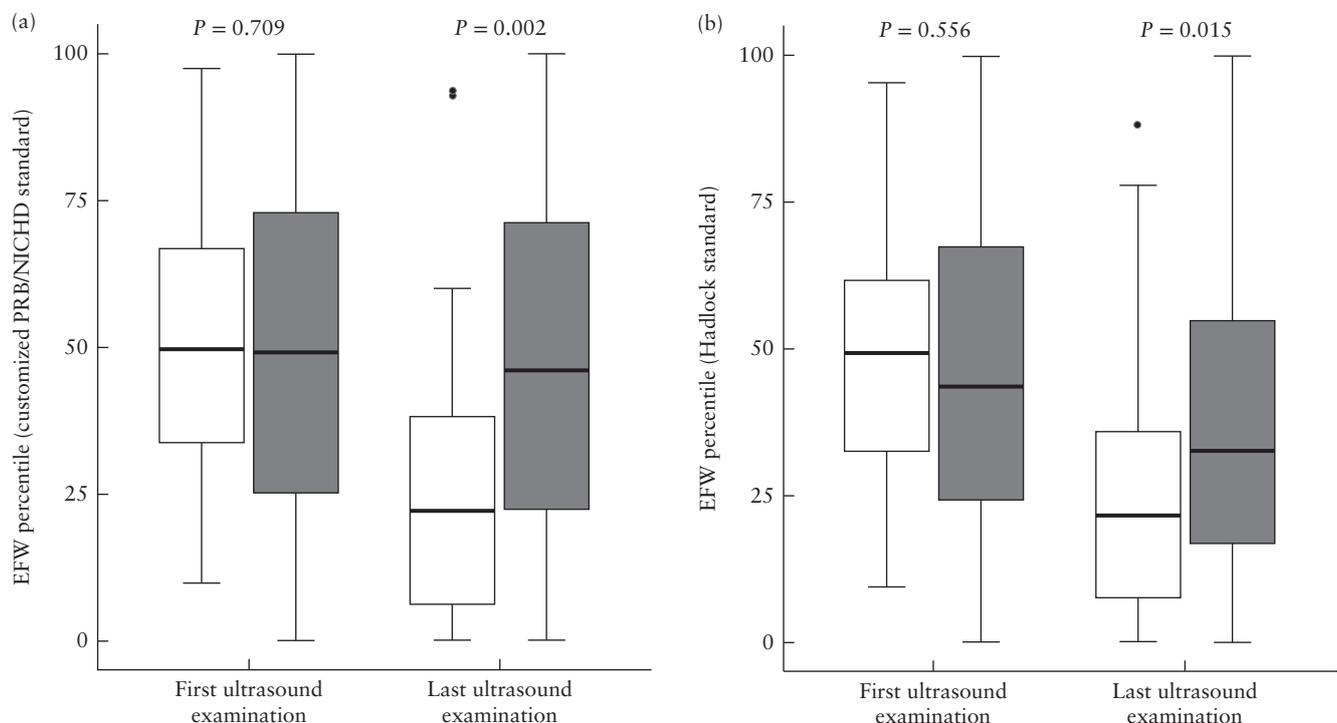 (a)
P = 0.709
P = 0.002
100
75
50
25
0
EFW percentile (customized PRB/NICHD standard)
First ultrasound
examination
Last ultrasound
examination
(b)
P = 0.556
P = 0.015
100
75
50
25
0
EFW percentile (Hadlock standard)
First ultrasound
examination
Last ultrasound
examination